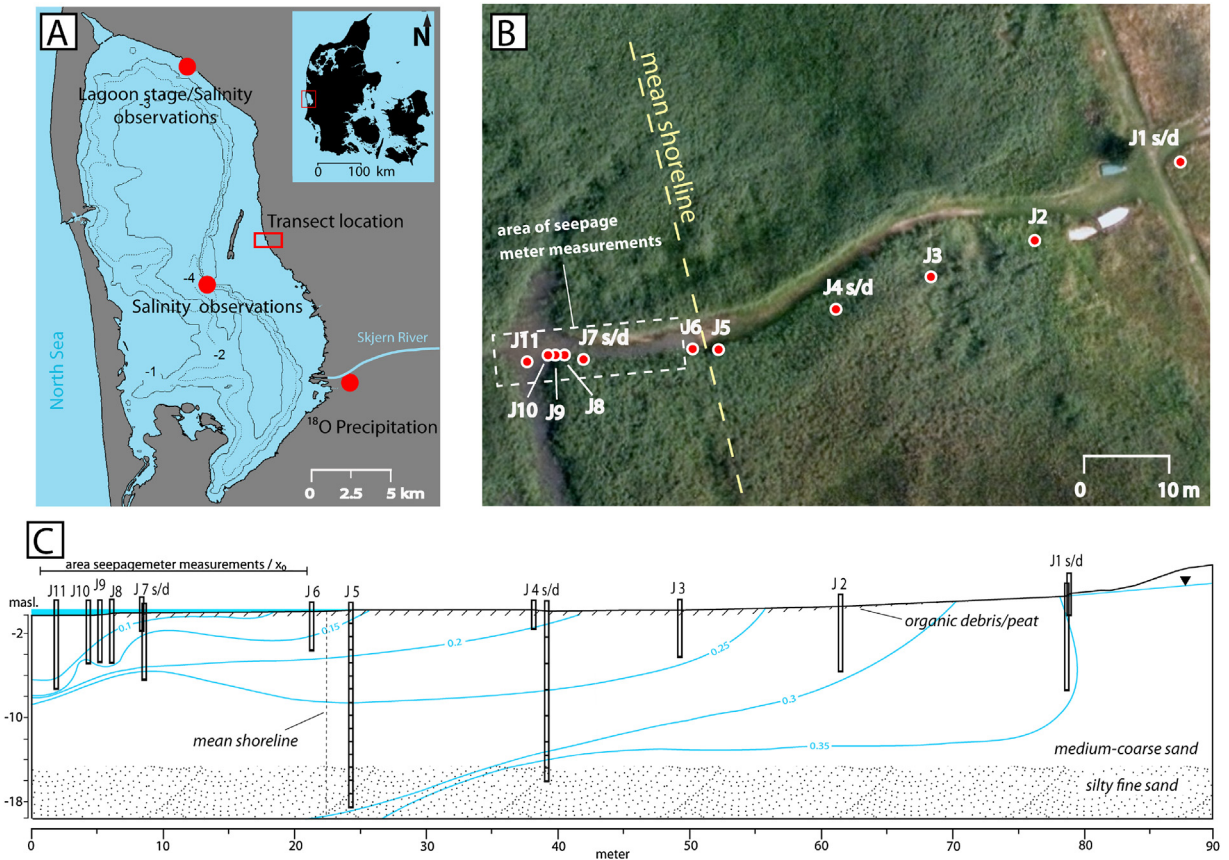 A
N
Lagoon stage/Salinity
-3
observations
0 100 km
Transect location
-4
Salinity observations
Skjern River
-2
-1
North Sea
18O Precipitation
0 2.5 5 km
B
mean shoreline
J1 s/d
area of seepage
meter measurements
J2
J3
J4 s/d
J11 J7 s/d J6 J5
J10 J9 J8
0 10 m
C
area seepagemeter measurements / x₀
J11 J10 J9 J8 J7 s/d J6 J5 J4 s/d J3 J2 J1 s/d
masl.
organic debris/peat
-2
0.1
0.15
0.2
0.25
0.3
0.35
-10
mean shoreline
medium-coarse sand
silty fine sand
-18
0 10 20 30 40 50 60 70 80 90
meter